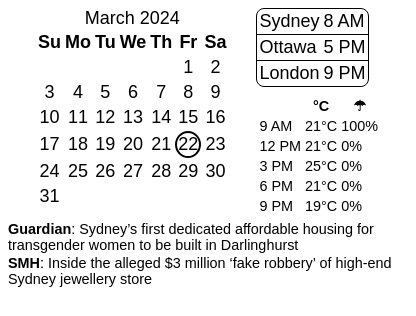 March 2024
Su Mo Tu We Th Fr Sa
1 2
3 4 5 6 7 8 9
10 11 12 13 14 15 16
17 18 19 20 21 22 23
24 25 26 27 28 29 30
31
Sydney 8 AM
Ottawa 5 PM
London 9 PM
°C ☂
9 AM 21°C 100%
12 PM 21°C 0%
3 PM 25°C 0%
6 PM 21°C 0%
9 PM 19°C 0%
Guardian: Sydney’s first dedicated affordable housing for
transgender women to be built in Darlinghurst
SMH: Inside the alleged $3 million ‘fake robbery’ of high-end
Sydney jewellery store